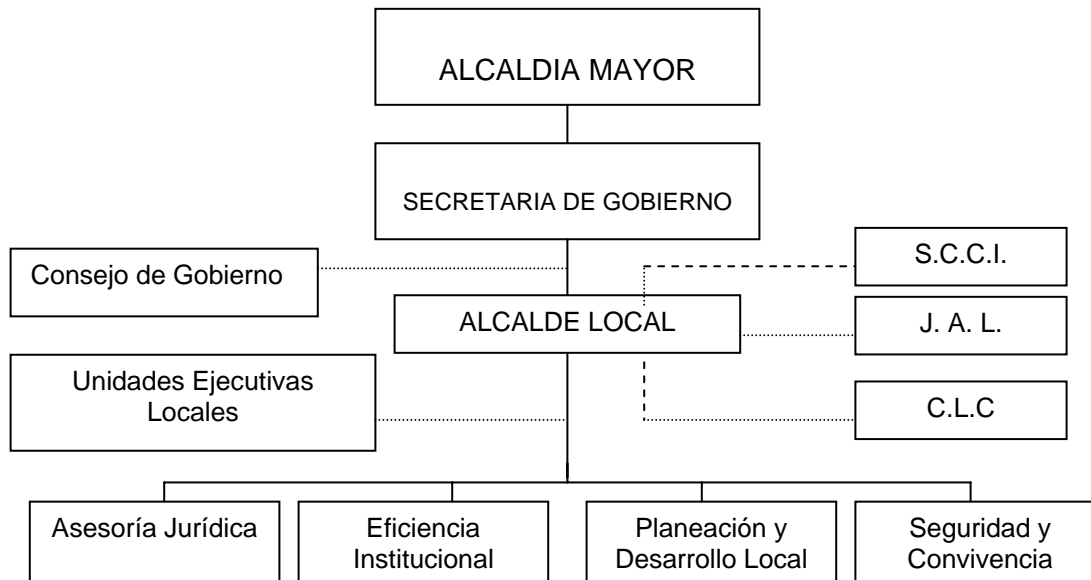 ALCALDIA MAYOR
SECRETARIA DE GOBIERNO
Consejo de Gobierno
S.C.C.I.
ALCALDE LOCAL
J. A. L.
Unidades Ejecutivas
Locales
C.L.C
Asesoría Jurídica
Eficiencia
Institucional
Planeación y
Desarrollo Local
Seguridad y
Convivencia